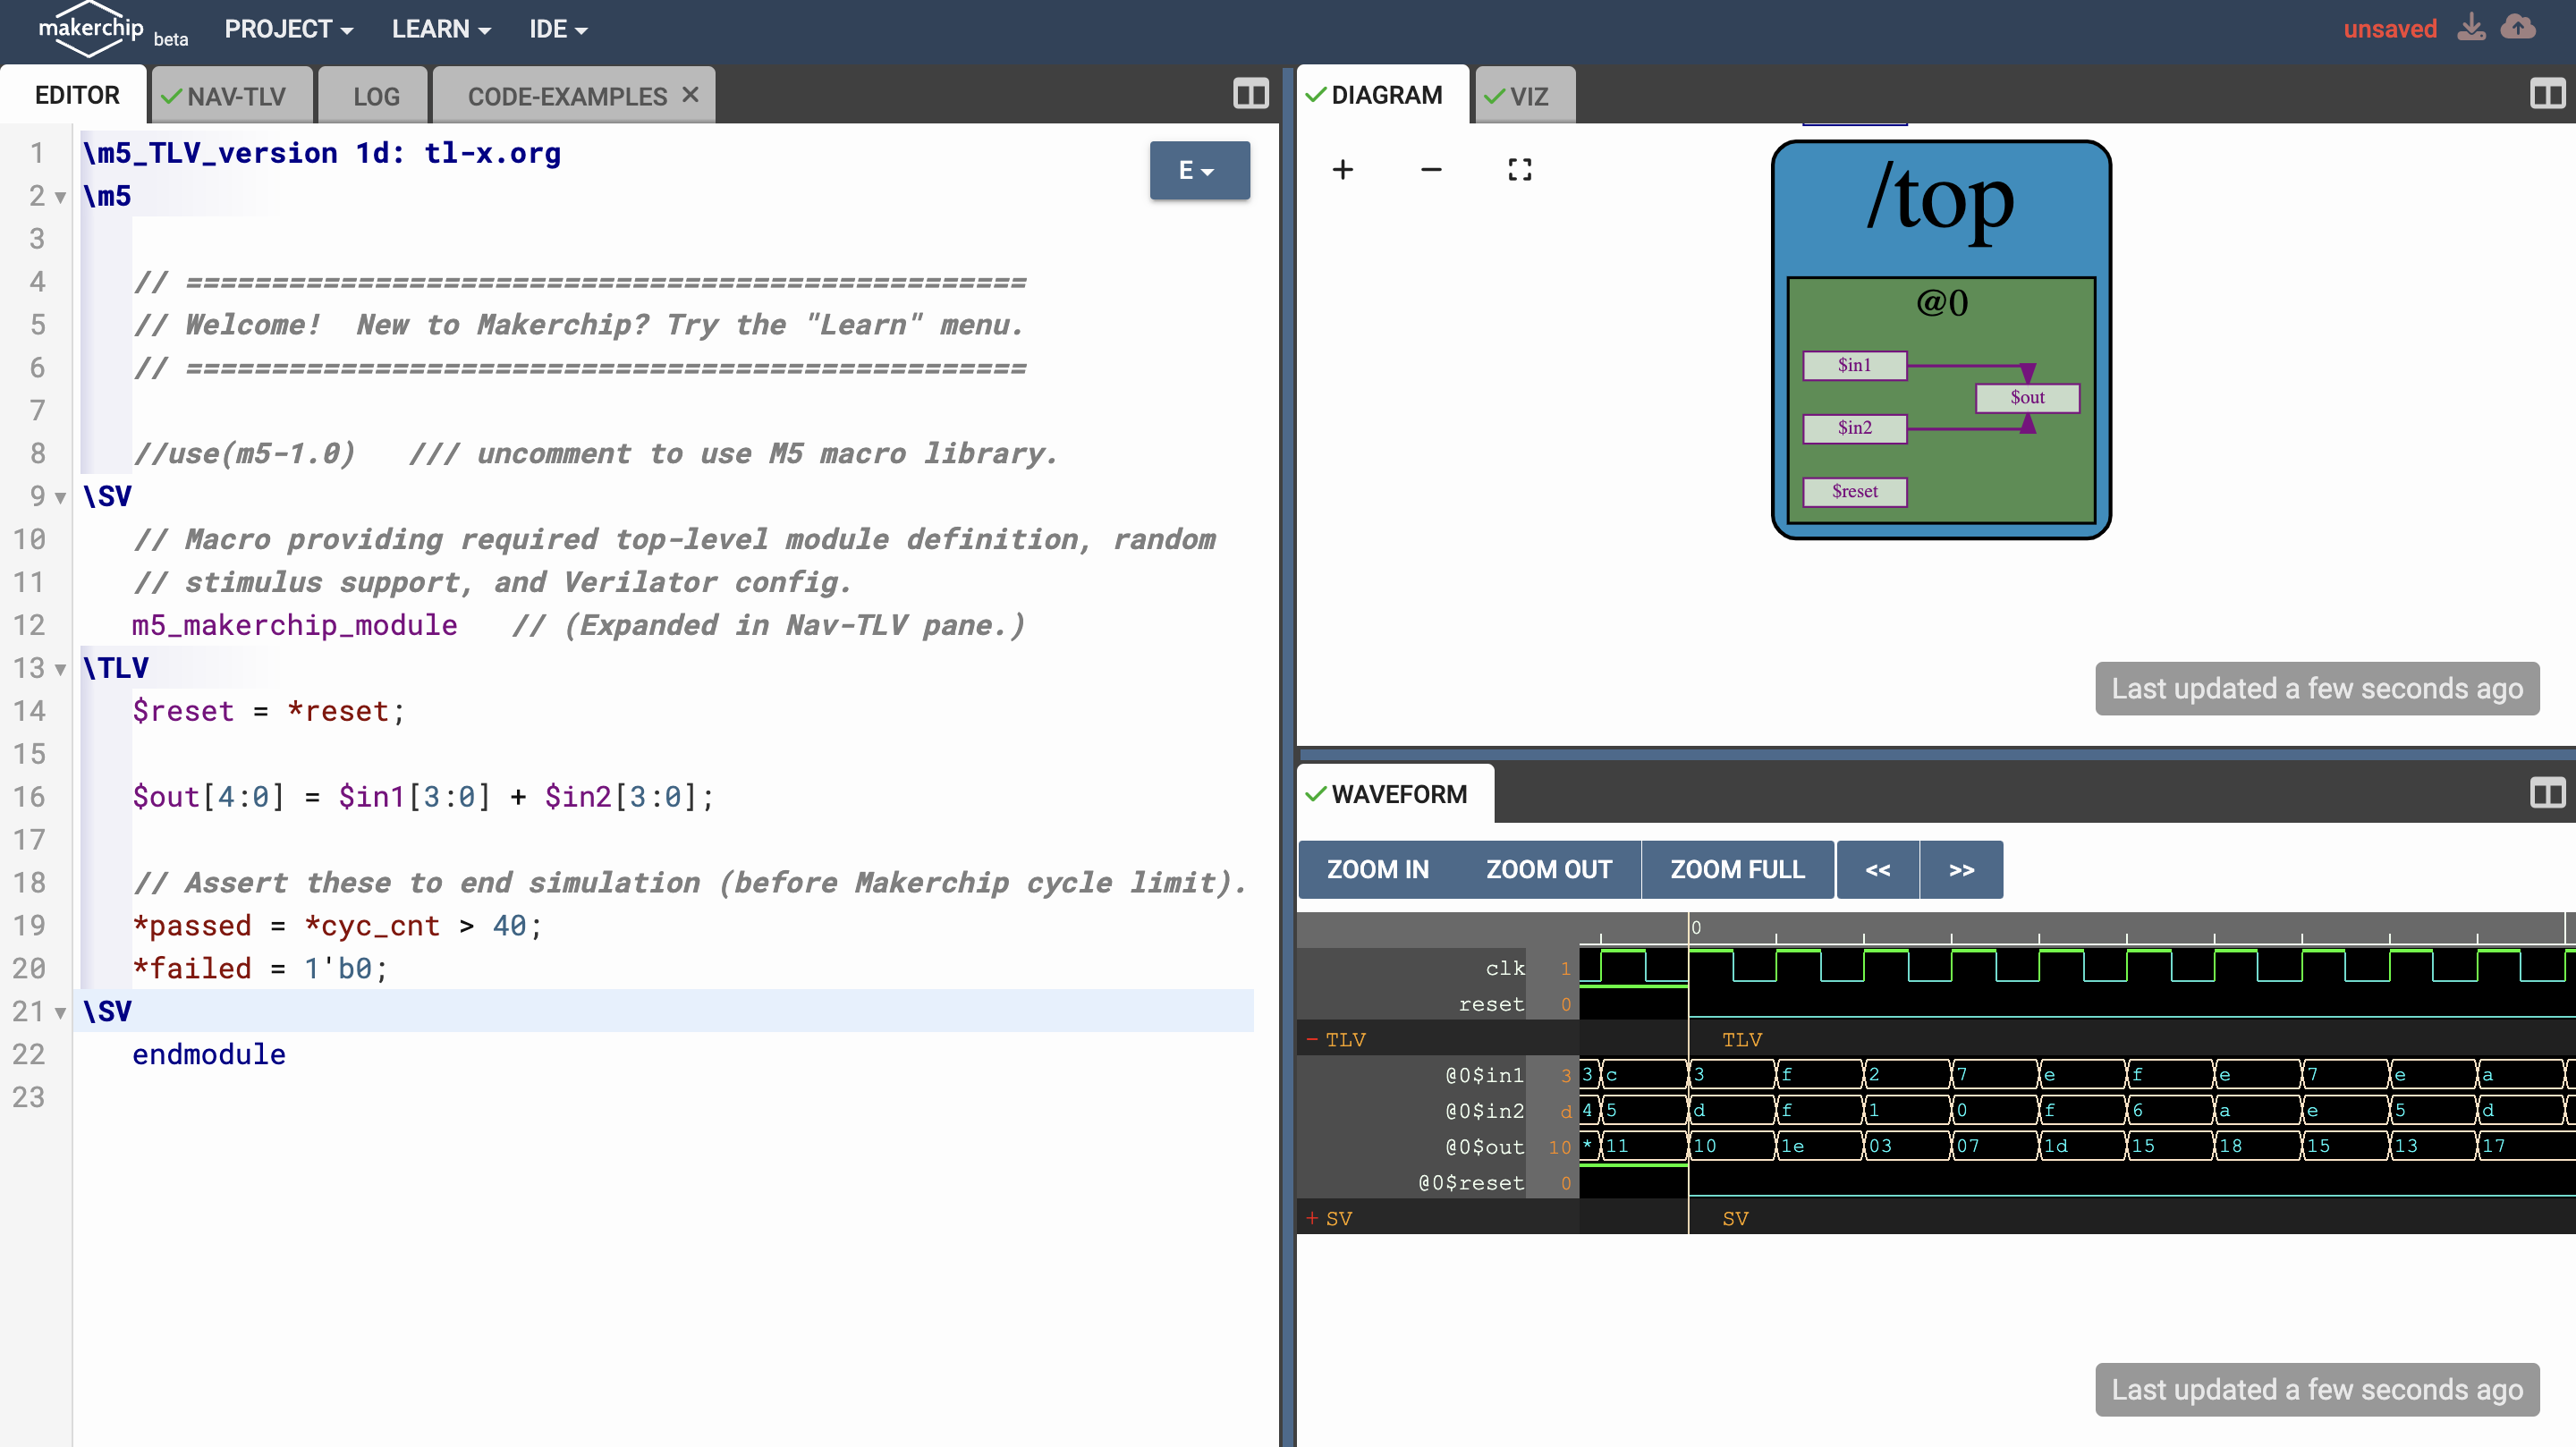 makerchip beta PROJECT LEARN IDE unsaved
EDITOR NAV-TLV LOG CODE-EXAMPLES ×
E
1 \m5_TLV_version 1d: tl-x.org
2 \m5
3
4 // =================================================
5 // Welcome!  New to Makerchip? Try the "Learn" menu.
6 // =================================================
7
8 //use(m5-1.0)   /// uncomment to use M5 macro library.
9 \SV
10 // Macro providing required top-level module definition, random
11 // stimulus support, and Verilator config.
12 m5_makerchip_module   // (Expanded in Nav-TLV pane.)
13 \TLV
14 $reset = *reset;
15
16 $out[4:0] = $in1[3:0] + $in2[3:0];
17
18 // Assert these to end simulation (before Makerchip cycle limit).
19 *passed = *cyc_cnt > 40;
20 *failed = 1'b0;
21 \SV
22 endmodule
23
DIAGRAM VIZ
+ −
/top
@0
$in1
$out
$in2
$reset
Last updated a few seconds ago
WAVEFORM
ZOOM IN ZOOM OUT ZOOM FULL << >>
0
clk 1
reset 0
− TLV TLV
@0$in1 3 3 c 3 f 2 7 e f e 7 e a
@0$in2 d 4 5 d f 1 0 f 6 a e 5 d
@0$out 10 * 11 10 1e 03 07 1d 15 18 15 13 17
@0$reset 0
+ SV SV
Last updated a few seconds ago